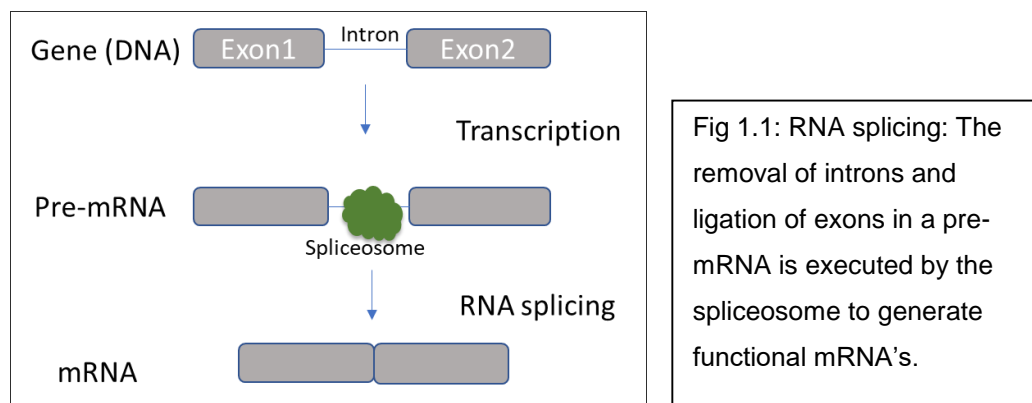 Intron
Gene (DNA) Exon1 Exon2
Transcription
Pre-mRNA
Spliceosome
RNA splicing
mRNA
Fig 1.1: RNA splicing: The
removal of introns and
ligation of exons in a pre-
mRNA is executed by the
spliceosome to generate
functional mRNA’s.